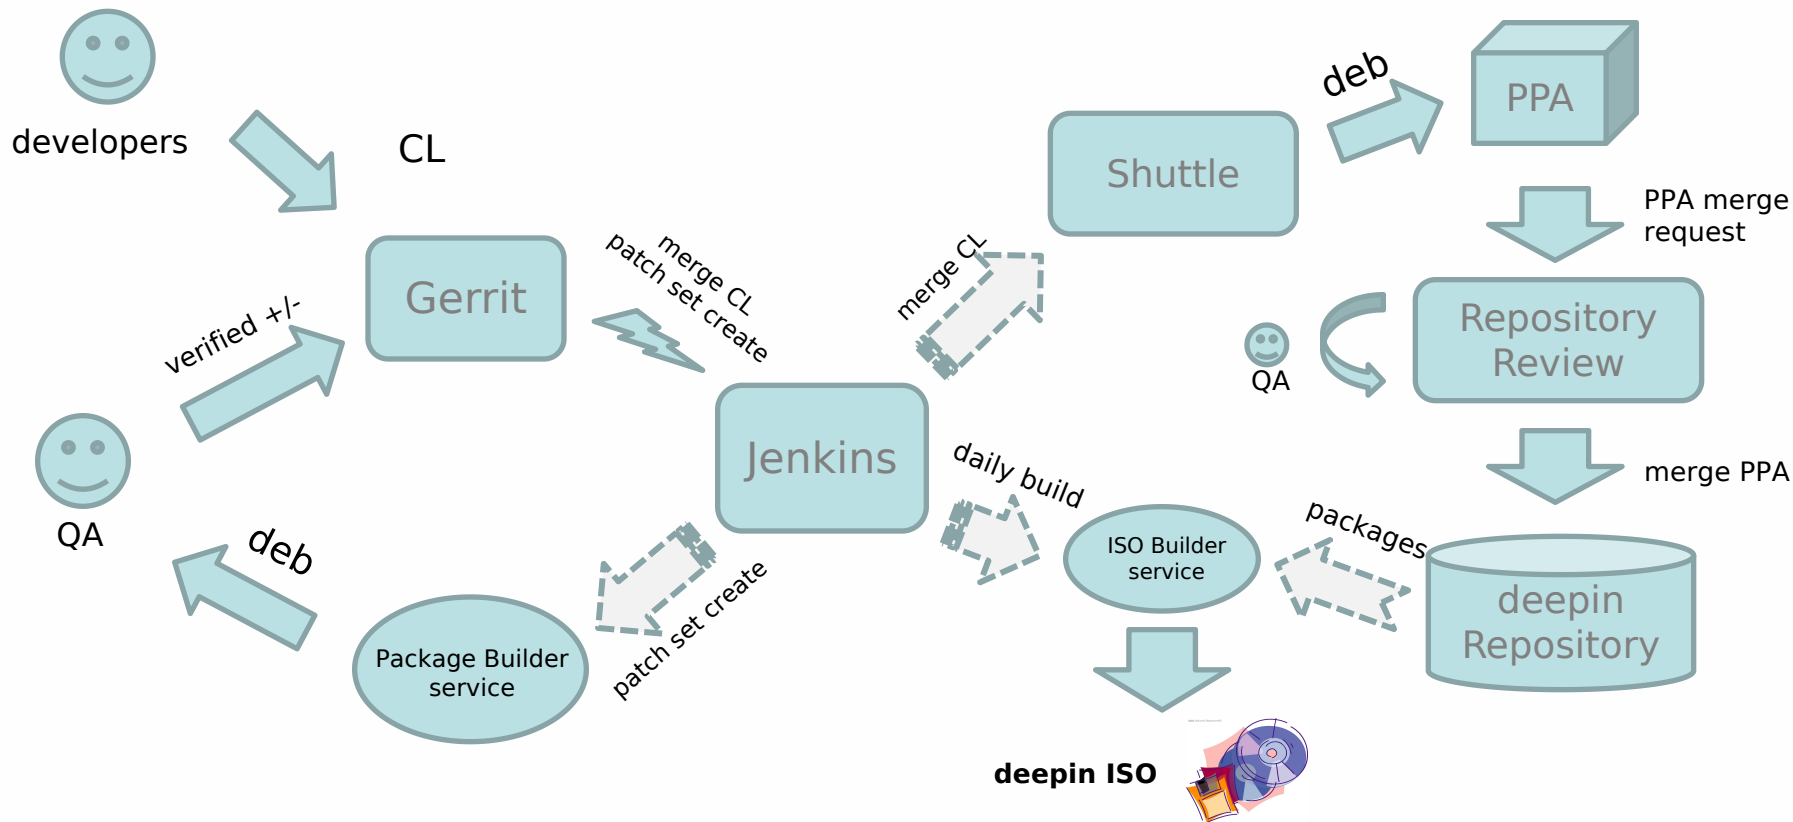 developers
CL
deb
PPA
Shuttle
PPA merge
request
merge CL
patch set create
merge CL
Gerrit
verified +/-
Repository
Review
QA
Jenkins
daily build
merge PPA
packages
QA
deb
ISO Builder
service
deepin
Repository
patch set create
Package Builder
service
deepin ISO